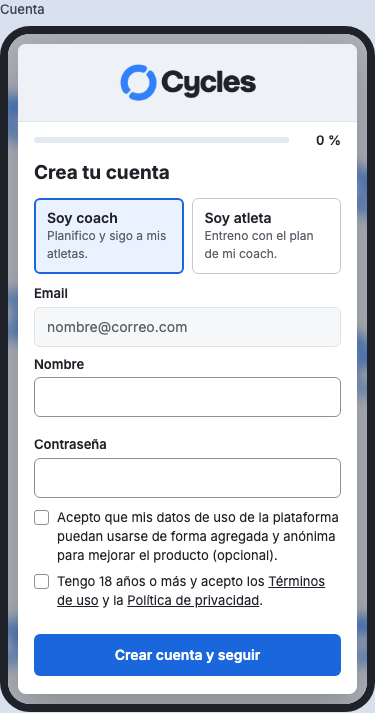 Cuenta
Cycles
0 %
Crea tu cuenta
Soy coach
Planifico y sigo a mis
atletas.
Soy atleta
Entreno con el plan
de mi coach.
Email
nombre@correo.com
Nombre
Contraseña
Acepto que mis datos de uso de la plataforma
puedan usarse de forma agregada y anónima
para mejorar el producto (opcional).
Tengo 18 años o más y acepto los Términos
de uso y la Política de privacidad.
Crear cuenta y seguir